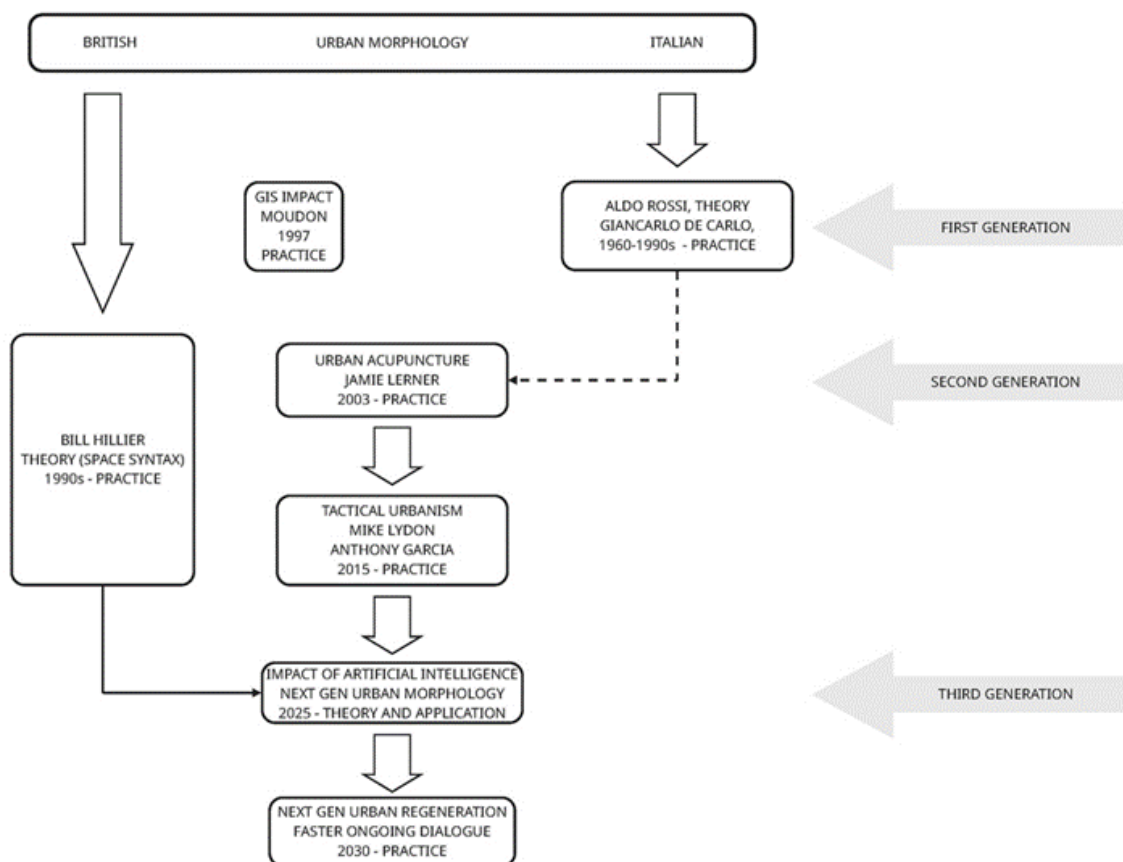 BRITISH URBAN MORPHOLOGY ITALIAN
GIS IMPACT
MOUDON
1997
PRACTICE
ALDO ROSSI, THEORY
GIANCARLO DE CARLO,
1960-1990s - PRACTICE
FIRST GENERATION
URBAN ACUPUNCTURE
JAMIE LERNER
2003 - PRACTICE
SECOND GENERATION
BILL HILLIER
THEORY (SPACE SYNTAX)
1990s - PRACTICE
TACTICAL URBANISM
MIKE LYDON
ANTHONY GARCIA
2015 - PRACTICE
IMPACT OF ARTIFICIAL INTELLIGENCE
NEXT GEN URBAN MORPHOLOGY
2025 - THEORY AND APPLICATION
THIRD GENERATION
NEXT GEN URBAN REGENERATION
FASTER ONGOING DIALOGUE
2030 - PRACTICE